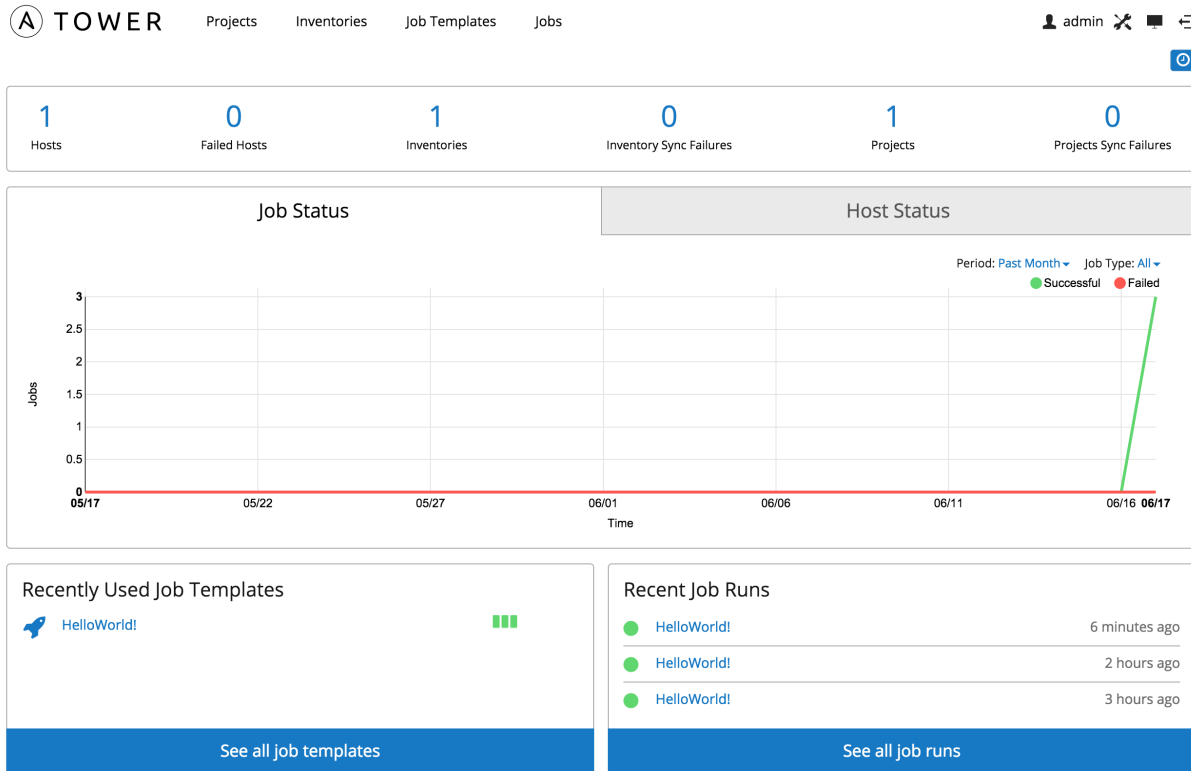 TOWER Projects Inventories Job Templates Jobs admin
1 0 1 0 1 0
Hosts Failed Hosts Inventories Inventory Sync Failures Projects Projects Sync Failures
Job Status Host Status
Period: Past Month Job Type: All
Successful Failed
3
2.5
2
1.5
Jobs
1
0.5
0
05/17 05/22 05/27 06/01 06/06 06/11 06/16 06/17
Time
Recently Used Job Templates
HelloWorld!
See all job templates
Recent Job Runs
HelloWorld! 6 minutes ago
HelloWorld! 2 hours ago
HelloWorld! 3 hours ago
See all job runs